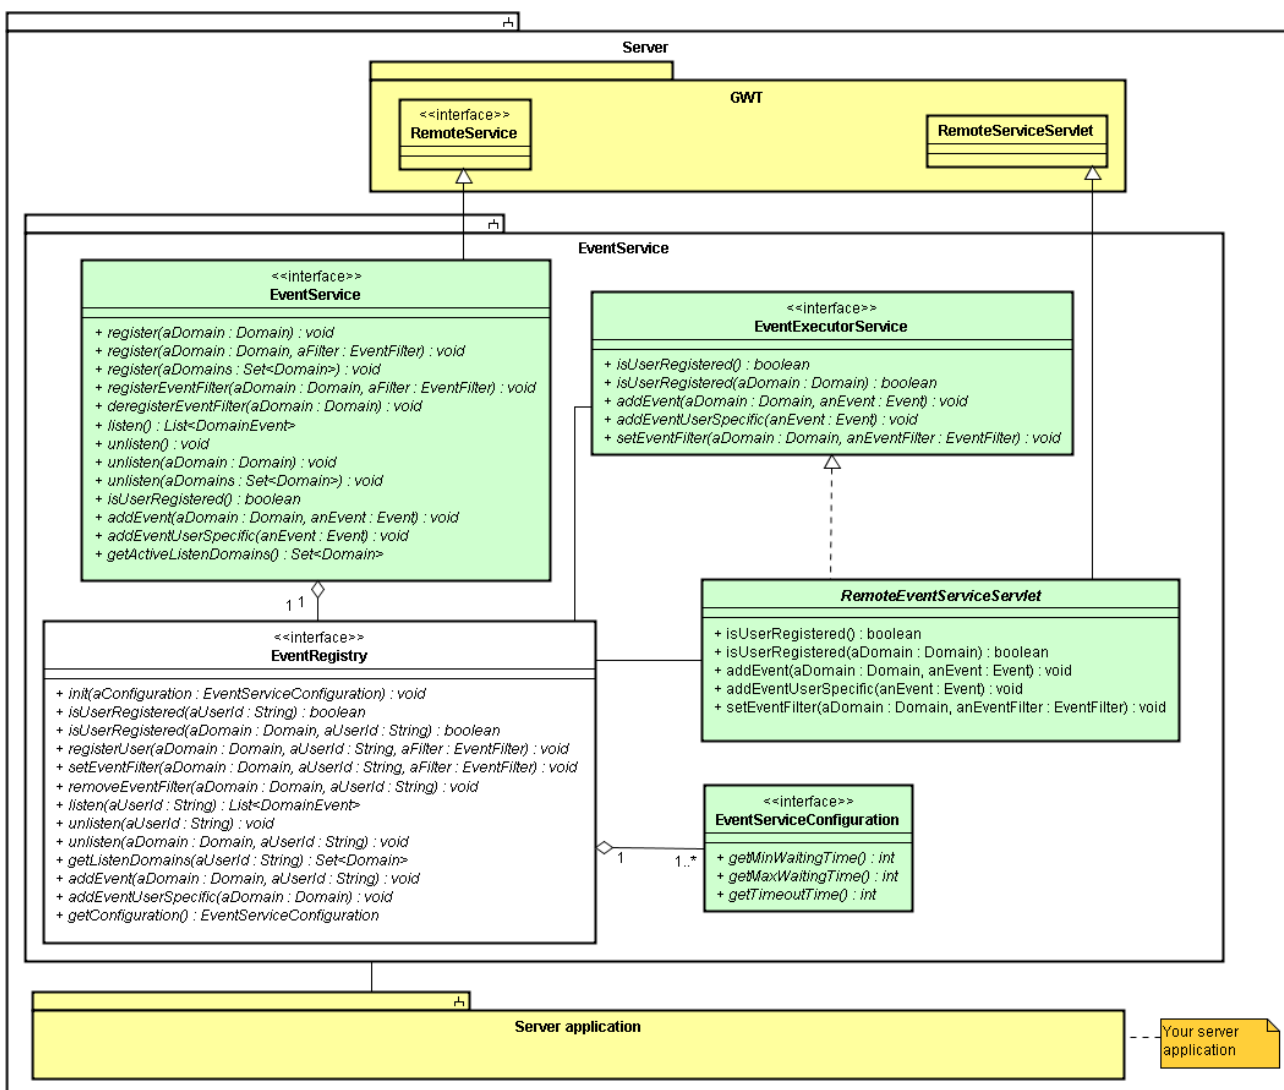 Server
GWT
<<interface>>
RemoteService
RemoteServiceServlet
EventService
<<interface>>
EventService
+ register(aDomain : Domain) : void
+ register(aDomain : Domain, aFilter : EventFilter) : void
+ register(aDomains : Set<Domain>) : void
+ registerEventFilter(aDomain : Domain, aFilter : EventFilter) : void
+ deregisterEventFilter(aDomain : Domain) : void
+ listen() : List<DomainEvent>
+ unlisten() : void
+ unlisten(aDomain : Domain) : void
+ unlisten(aDomains : Set<Domain>) : void
+ isUserRegistered() : boolean
+ addEvent(aDomain : Domain, anEvent : Event) : void
+ addEventUserSpecific(anEvent : Event) : void
+ getActiveListenDomains() : Set<Domain>
<<interface>>
EventExecutorService
+ isUserRegistered() : boolean
+ isUserRegistered(aDomain : Domain) : boolean
+ addEvent(aDomain : Domain, anEvent : Event) : void
+ addEventUserSpecific(anEvent : Event) : void
+ setEventFilter(aDomain : Domain, anEventFilter : EventFilter) : void
1 1
RemoteEventServiceServlet
+ isUserRegistered() : boolean
+ isUserRegistered(aDomain : Domain) : boolean
+ addEvent(aDomain : Domain, anEvent : Event) : void
+ addEventUserSpecific(anEvent : Event) : void
+ setEventFilter(aDomain : Domain, anEventFilter : EventFilter) : void
<<interface>>
EventRegistry
+ init(aConfiguration : EventServiceConfiguration) : void
+ isUserRegistered(aUserId : String) : boolean
+ isUserRegistered(aDomain : Domain, aUserId : String) : boolean
+ registerUser(aDomain : Domain, aUserId : String, aFilter : EventFilter) : void
+ setEventFilter(aDomain : Domain, aUserId : String, aFilter : EventFilter) : void
+ removeEventFilter(aDomain : Domain, aUserId : String) : void
+ listen(aUserId : String) : List<DomainEvent>
+ unlisten(aUserId : String) : void
+ unlisten(aDomain : Domain, aUserId : String) : void
+ getListenDomains(aUserId : String) : Set<Domain>
+ addEvent(aDomain : Domain, aUserId : String) : void
+ addEventUserSpecific(aDomain : Domain) : void
+ getConfiguration() : EventServiceConfiguration
1 1..*
<<interface>>
EventServiceConfiguration
+ getMinWaitingTime() : int
+ getMaxWaitingTime() : int
+ getTimeoutTime() : int
Server application
Your server
application